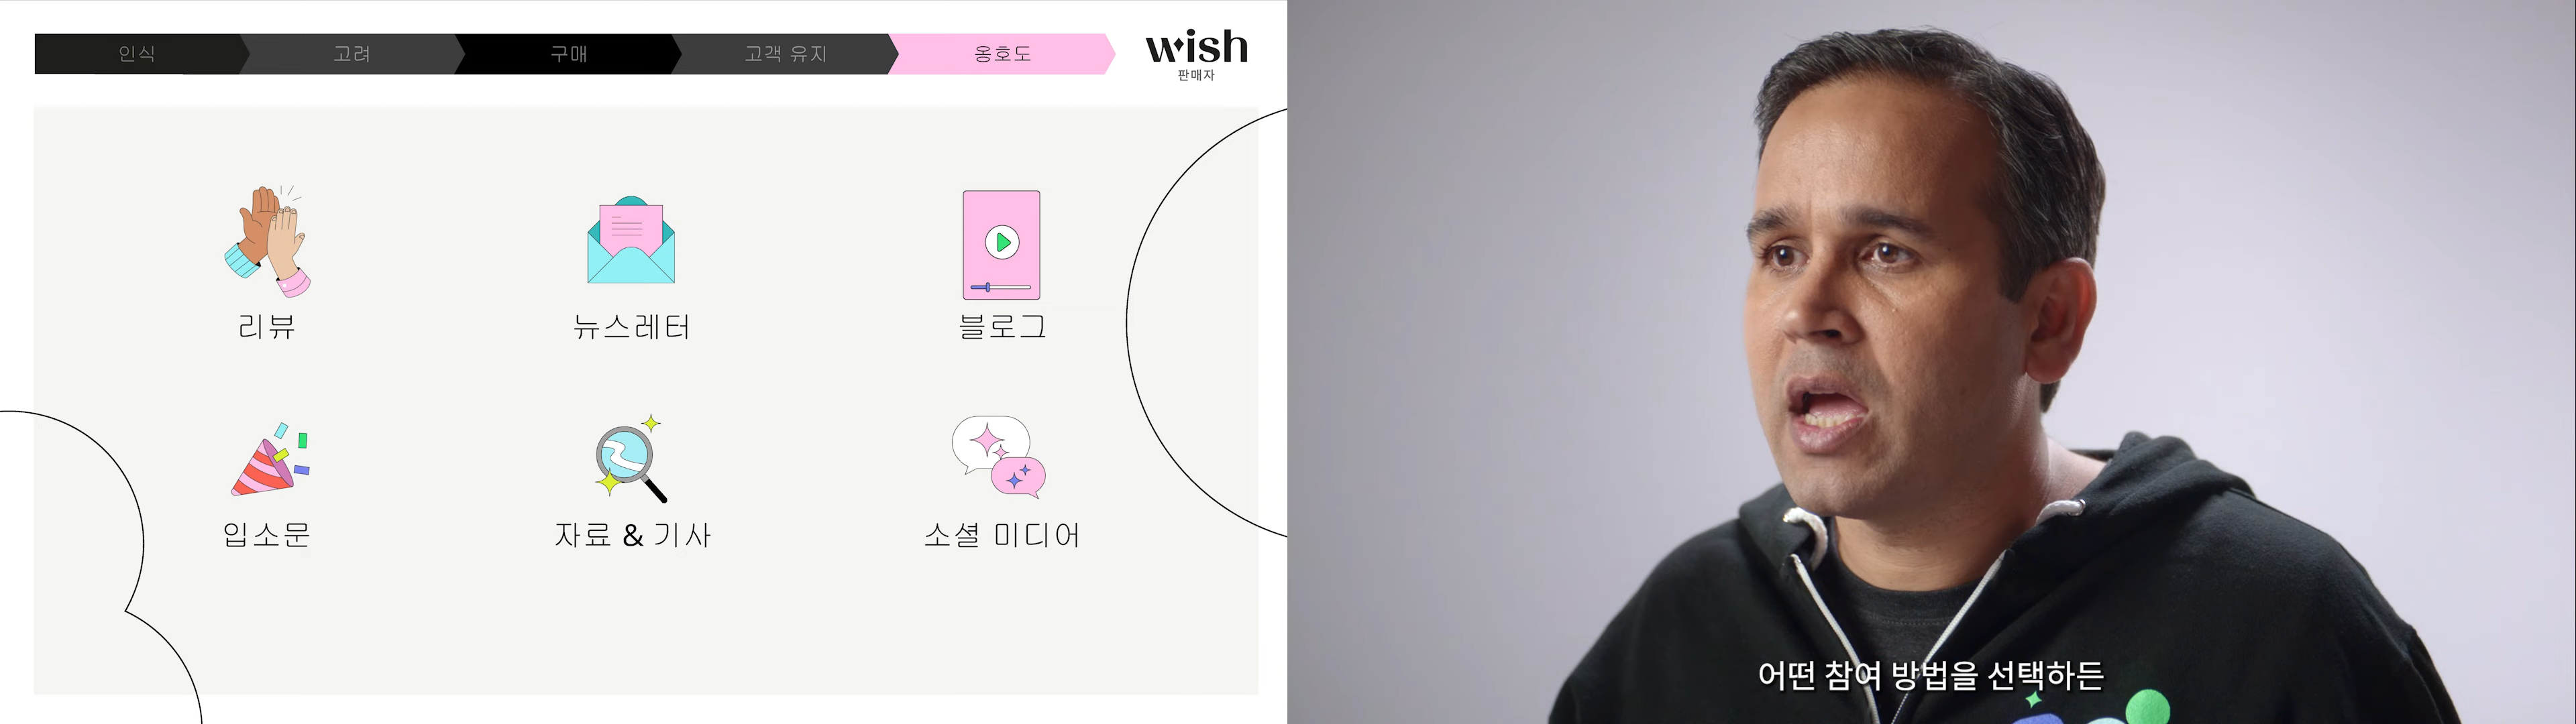 인식
고려
구매
고객 유지
옹호도
wish
판매자
리뷰
뉴스레터
블로그
입소문
자료 & 기사
소셜 미디어
어떤 참여 방법을 선택하든